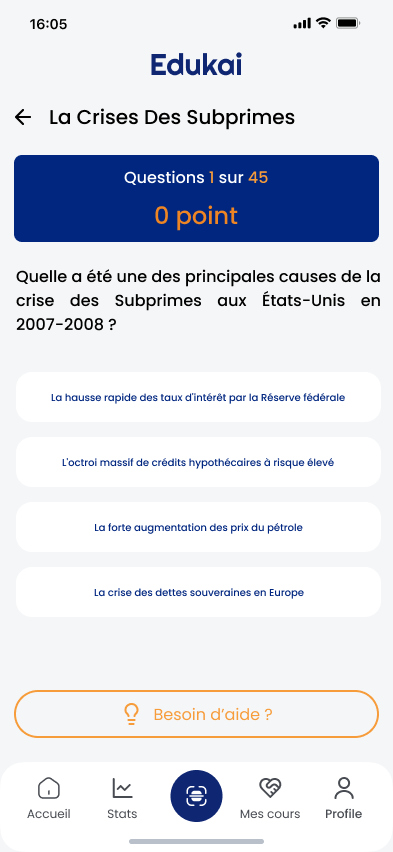 16:05
Edukai
La Crises Des Subprimes
Questions 1 sur 45
0 point
Quelle a été une des principales causes de la
crise des Subprimes aux États-Unis en
2007-2008 ?
La hausse rapide des taux d'intérêt par la Réserve fédérale
L'octroi massif de crédits hypothécaires à risque élevé
La forte augmentation des prix du pétrole
La crise des dettes souveraines en Europe
Besoin d'aide ?
Accueil
Stats
Mes cours
Profile